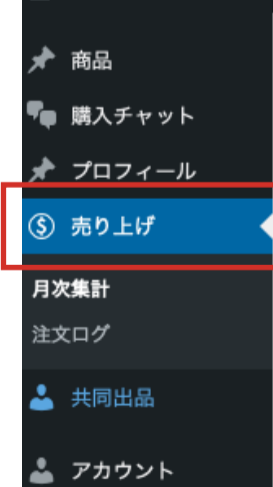 商品
購入チャット
プロフィール
売り上げ
月次集計
注文ログ
共同出品
アカウント